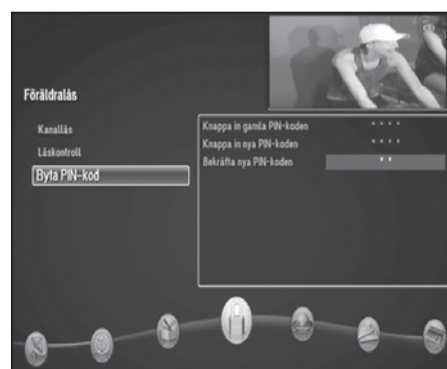 Föräldralås
Kanallås
Låskontroll
Byta PIN-kod
Knappa in gamla PIN-koden * * * *
Knappa in nya PIN-koden * * * *
Bekräfta nya PIN-koden * *